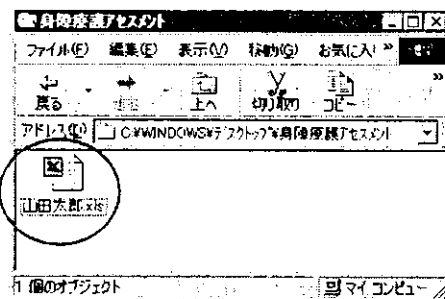 身障療護アセスメント
ファイル(F) 編集(E) 表示(V) 移動(G) お気に入り »
戻る 進む 上へ 切り取り コピー »
アドレス(D) C:¥WINDOWS¥デスクトップ¥身障療護アセスメント
山田太郎.xls
1 個のオブジェクト マイ コンピュー